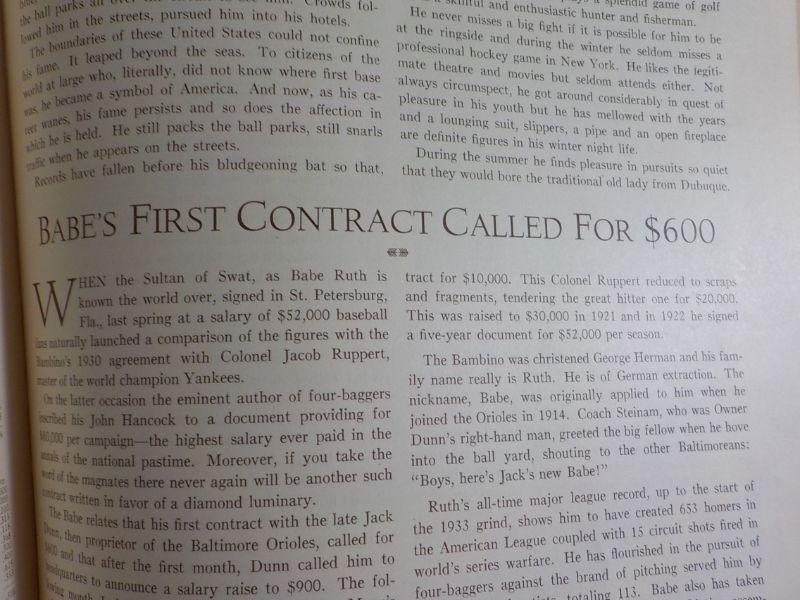 the ball parks all over the circuit to see him. Crowds fol-
lowed him in the streets, pursued him into his hotels.
The boundaries of these United States could not confine
his fame. It leaped beyond the seas. To citizens of the
world at large who, literally, did not know where first base
was, he became a symbol of America. And now, as his ca-
reer wanes, his fame persists and so does the affection in
which he is held. He still packs the ball parks, still snarls
traffic when he appears on the streets.
Records have fallen before his bludgeoning bat so that,
a splendid game of golf
skillful and enthusiastic hunter and fisherman.
He never misses a big fight if it is possible for him to be
at the ringside and during the winter he seldom misses a
professional hockey game in New York. He likes the legiti-
mate theatre and movies but seldom attends either. Not
always circumspect, he got around considerably in quest of
pleasure in his youth but he has mellowed with the years
and a lounging suit, slippers, a pipe and an open fireplace
are definite figures in his winter night life.
During the summer he finds pleasure in pursuits so quiet
that they would bore the traditional old lady from Dubuque.
BABE'S FIRST CONTRACT CALLED FOR $600
WHEN the Sultan of Swat, as Babe Ruth is
known the world over, signed in St. Petersburg,
Fla., last spring at a salary of $52,000 baseball
fans naturally launched a comparison of the figures with the
Bambino's 1930 agreement with Colonel Jacob Ruppert,
master of the world champion Yankees.
On the latter occasion the eminent author of four-baggers
inscribed his John Hancock to a document providing for
$80,000 per campaign—the highest salary ever paid in the
annals of the national pastime. Moreover, if you take the
word of the magnates there never again will be another such
contract written in favor of a diamond luminary.
The Babe relates that his first contract with the late Jack
Dunn, then proprietor of the Baltimore Orioles, called for
$600 and that after the first month, Dunn called him to
headquarters to announce a salary raise to $900. The fol-
lowing month
tract for $10,000. This Colonel Ruppert reduced to scraps
and fragments, tendering the great hitter one for $20,000.
This was raised to $30,000 in 1921 and in 1922 he signed
a five-year document for $52,000 per season.
The Bambino was christened George Herman and his fam-
ily name really is Ruth. He is of German extraction. The
nickname, Babe, was originally applied to him when he
joined the Orioles in 1914. Coach Steinam, who was Owner
Dunn's right-hand man, greeted the big fellow when he hove
into the ball yard, shouting to the other Baltimoreans:
"Boys, here's Jack's new Babe!"
Ruth's all-time major league record, up to the start of
the 1933 grind, shows him to have created 653 homers in
the American League coupled with 15 circuit shots fired in
world's series warfare. He has flourished in the pursuit of
four-baggers against the brand of pitching served him by
totaling 113. Babe also has taken